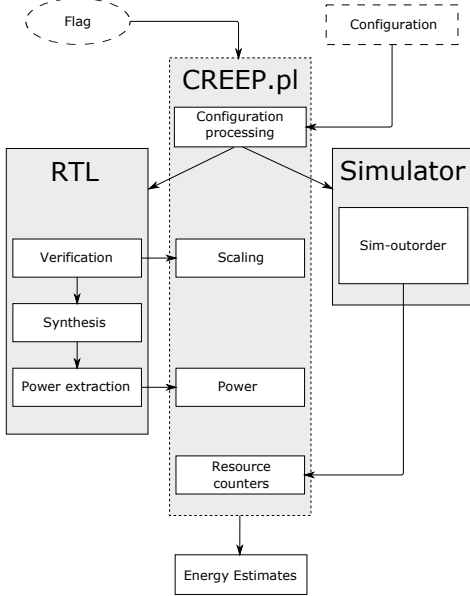 Flag
Configuration
CREEP.pl
Configuration
processing
RTL
Simulator
Verification
Scaling
Sim-outorder
Synthesis
Power extraction
Power
Resource
counters
Energy Estimates